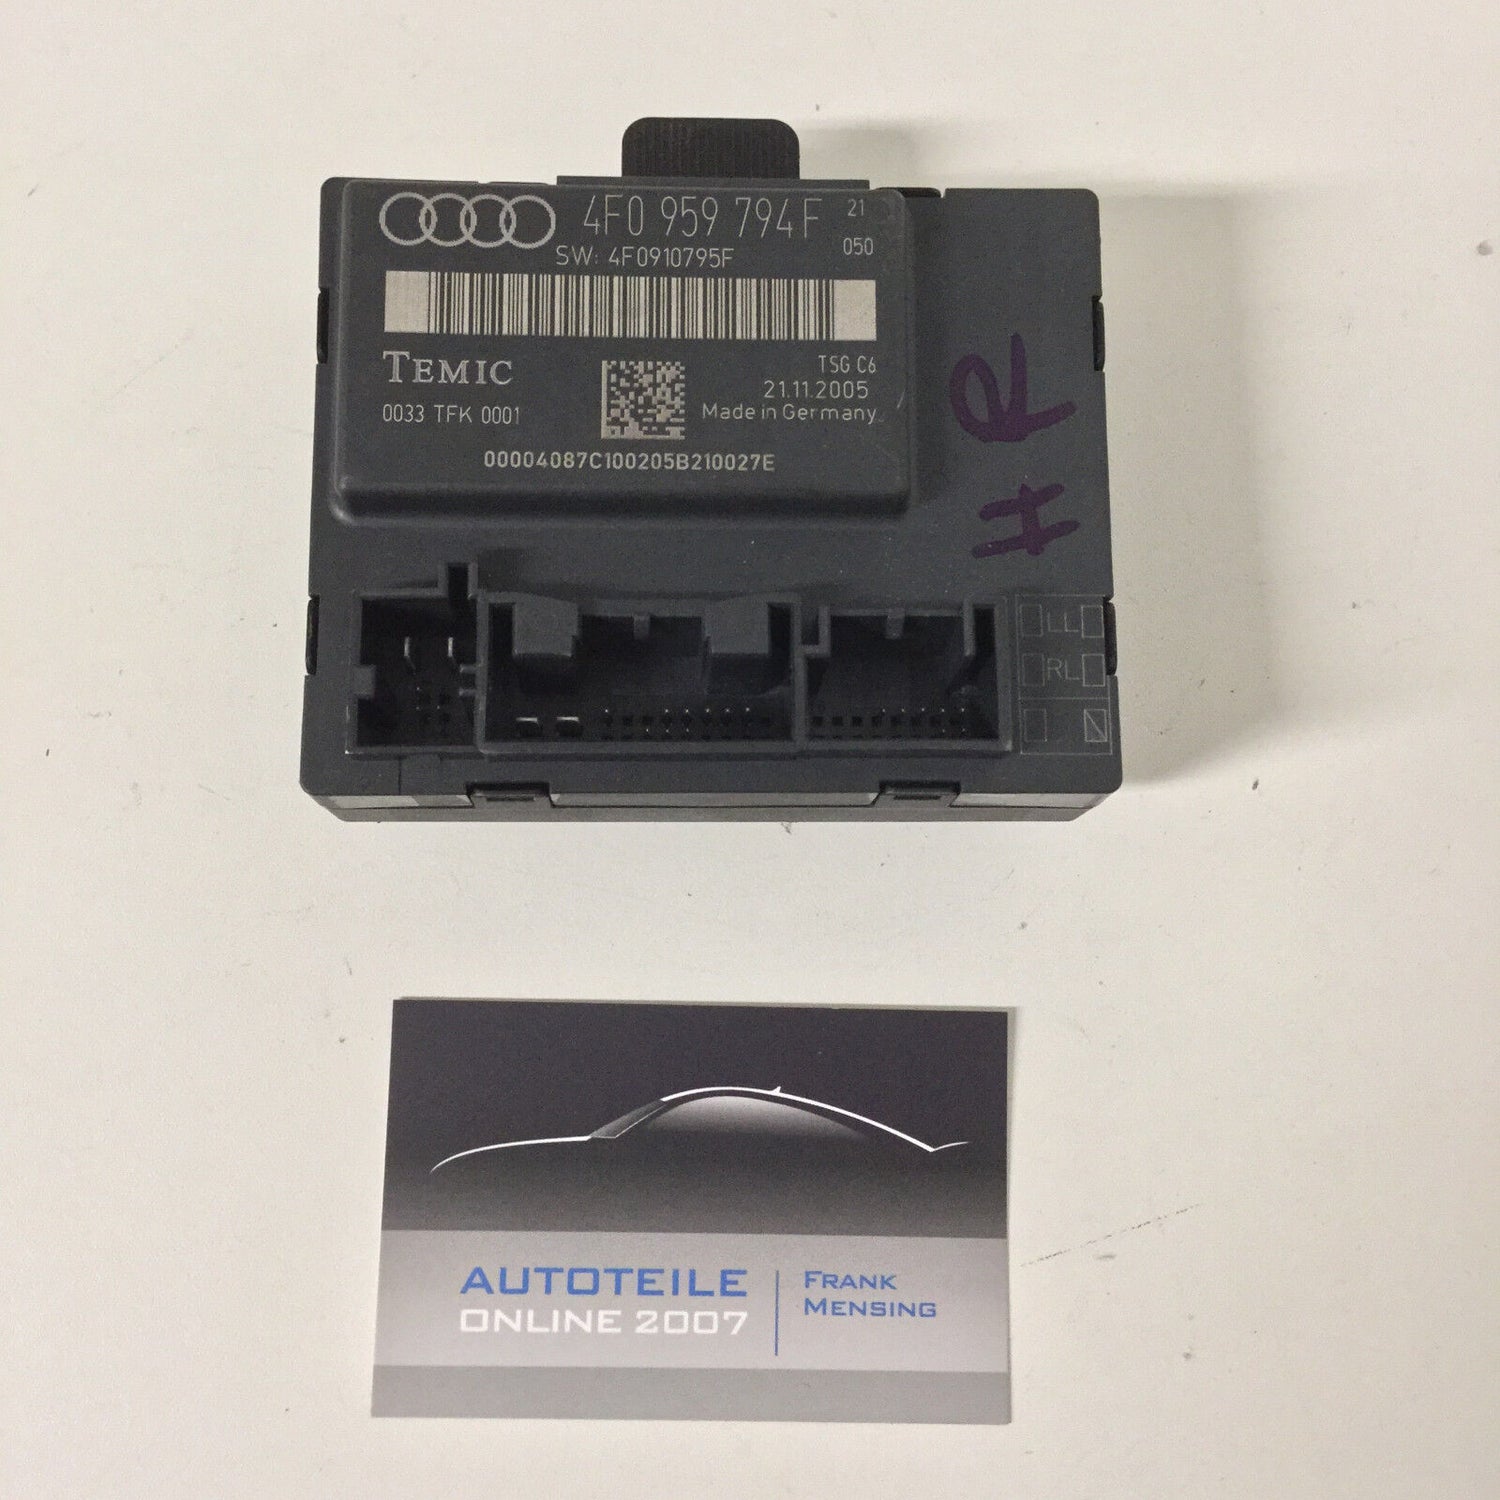 4F0 959 794 F 21
SW: 4F0910795F 050
TEMIC
TSG C6
21.11.2005
0033 TFK 0001
Made in Germany
00004087C100205B210027E
HR
LL
RL
AUTOTEILE
ONLINE 2007
FRANK
MENSING